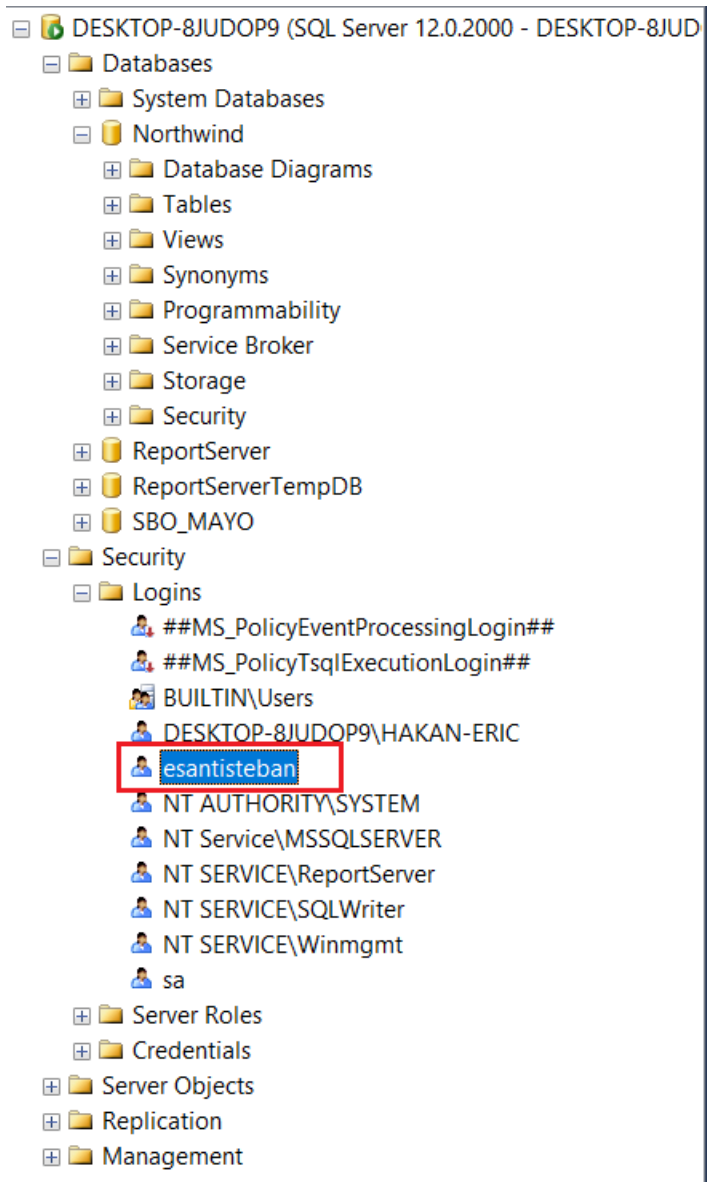 DESKTOP-8JUDOP9 (SQL Server 12.0.2000 - DESKTOP-8JUD
Databases
System Databases
Northwind
Database Diagrams
Tables
Views
Synonyms
Programmability
Service Broker
Storage
Security
ReportServer
ReportServerTempDB
SBO_MAYO
Security
Logins
##MS_PolicyEventProcessingLogin##
##MS_PolicyTsqlExecutionLogin##
BUILTIN\Users
DESKTOP-8JUDOP9\HAKAN-ERIC
esantisteban
NT AUTHORITY\SYSTEM
NT Service\MSSQLSERVER
NT SERVICE\ReportServer
NT SERVICE\SQLWriter
NT SERVICE\Winmgmt
sa
Server Roles
Credentials
Server Objects
Replication
Management